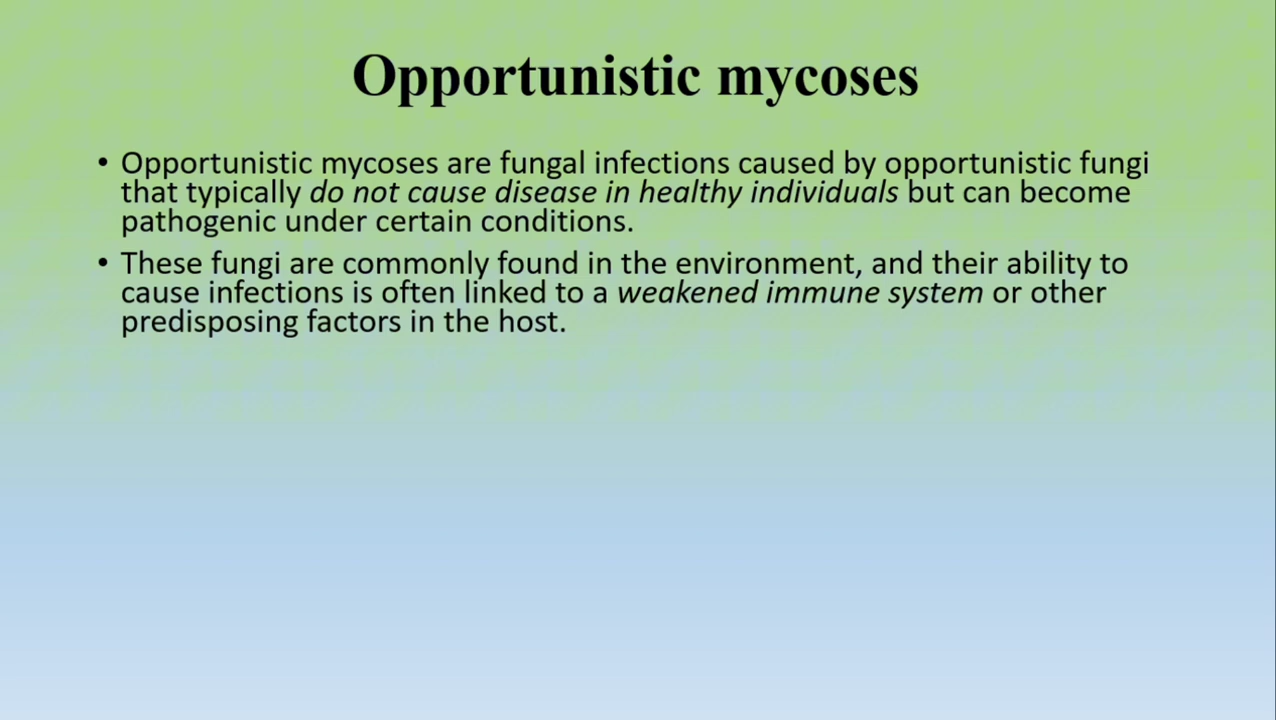 Opportunistic mycoses
• Opportunistic mycoses are fungal infections caused by opportunistic fungi
that typically do not cause disease in healthy individuals but can become
pathogenic under certain conditions.
• These fungi are commonly found in the environment, and their ability to
cause infections is often linked to a weakened immune system or other
predisposing factors in the host.